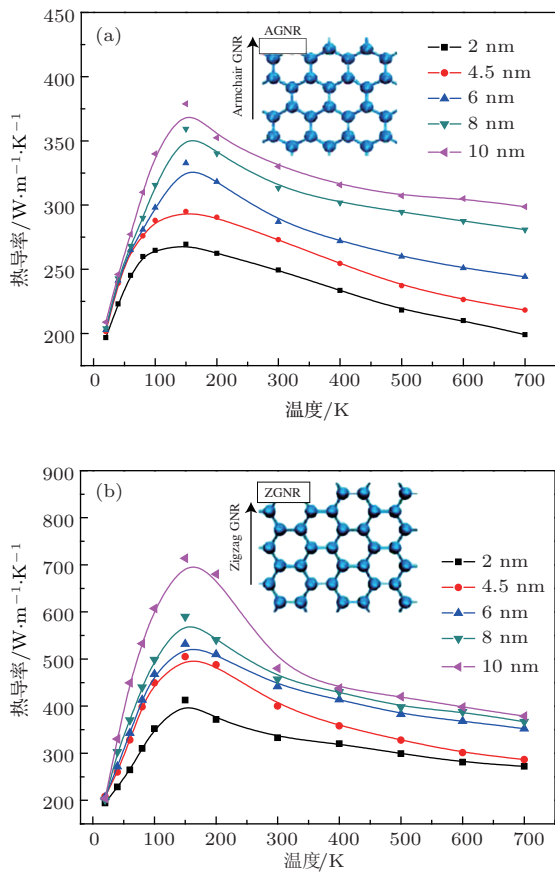 (a)
AGNR
Armchair GNR
2 nm
4.5 nm
6 nm
8 nm
10 nm
热导率/W·m⁻¹·K⁻¹
450
400
350
300
250
200
0 100 200 300 400 500 600 700
温度/K
(b)
ZGNR
Zigzag GNR
2 nm
4.5 nm
6 nm
8 nm
10 nm
热导率/W·m⁻¹·K⁻¹
900
800
700
600
500
400
300
200
0 100 200 300 400 500 600 700
温度/K